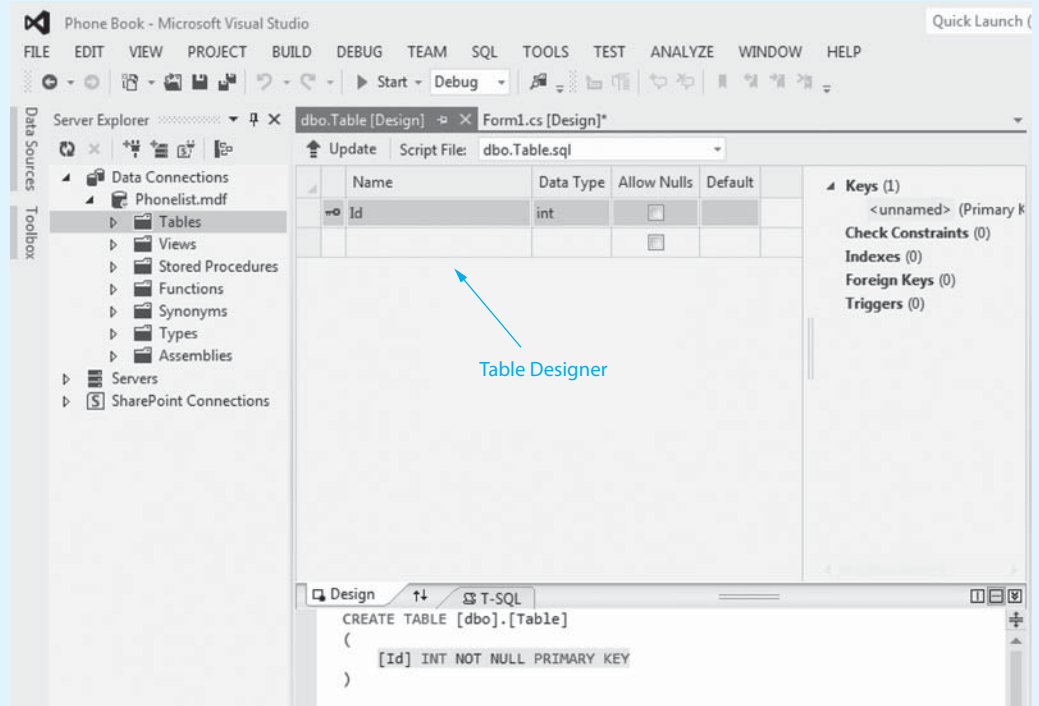 Phone Book - Microsoft Visual Studio
Quick Launch (
FILE EDIT VIEW PROJECT BUILD DEBUG TEAM SQL TOOLS TEST ANALYZE WINDOW HELP
Start Debug
Data Sources
Toolbox
Server Explorer
Data Connections
Phonelist.mdf
Tables
Views
Stored Procedures
Functions
Synonyms
Types
Assemblies
Servers
SharePoint Connections
dbo.Table [Design] Form1.cs [Design]*
Update Script File: dbo.Table.sql
Name Data Type Allow Nulls Default
Id int
Table Designer
Keys (1)
<unnamed> (Primary K
Check Constraints (0)
Indexes (0)
Foreign Keys (0)
Triggers (0)
Design T-SQL
CREATE TABLE [dbo].[Table]
(
[Id] INT NOT NULL PRIMARY KEY
)